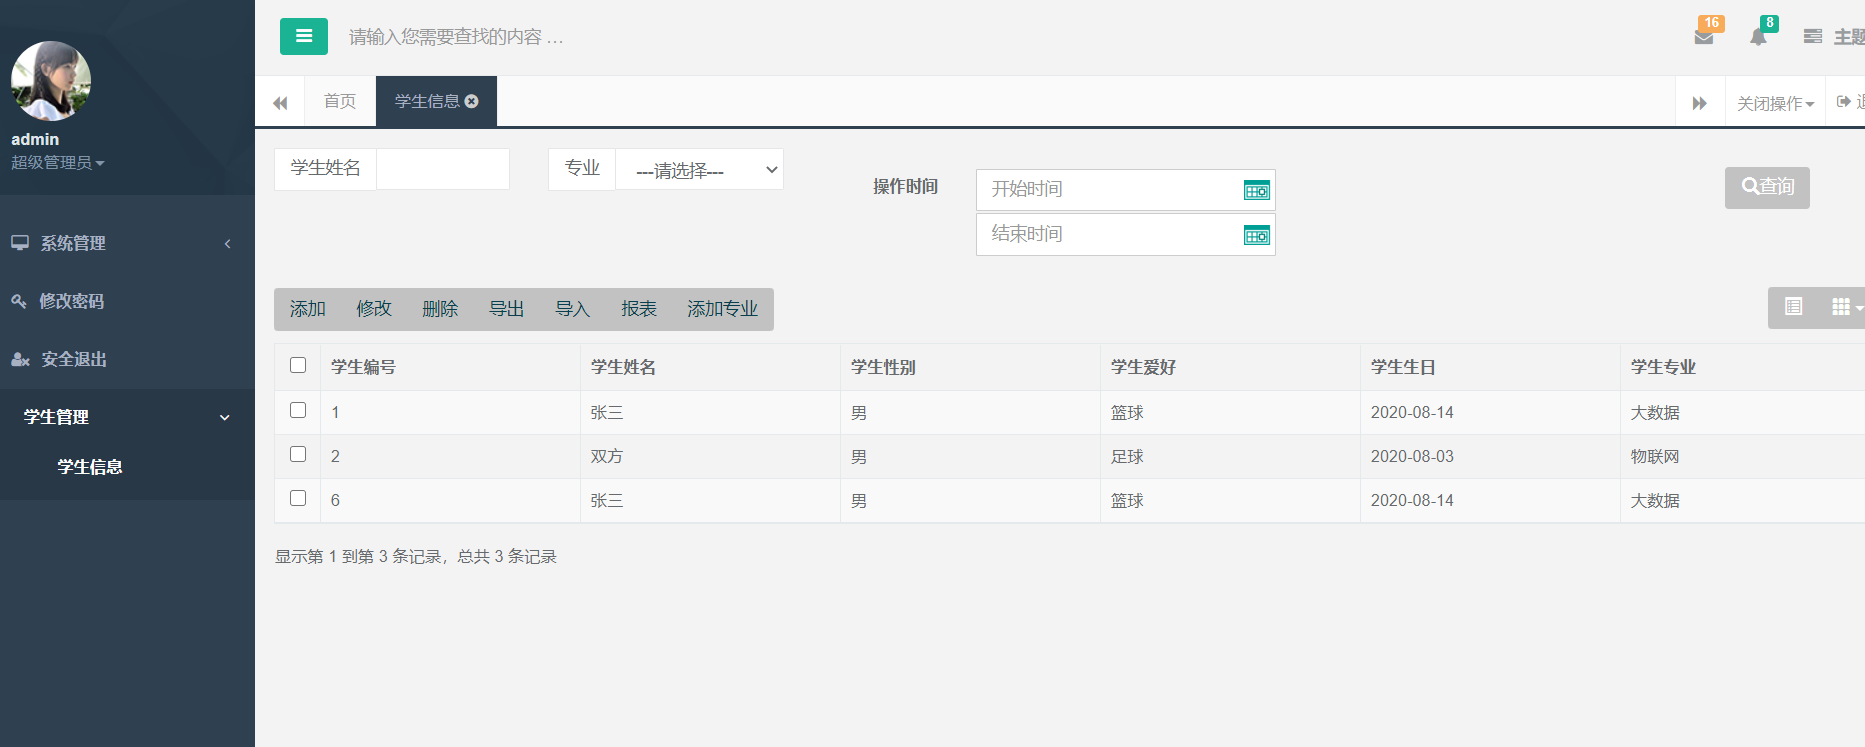 请输入您需要查找的内容 …
16
8
主题
首页
学生信息
关闭操作
admin
超级管理员
系统管理
修改密码
安全退出
学生管理
学生信息
学生姓名
专业
---请选择---
操作时间
开始时间
结束时间
查询
添加 修改 删除 导出 导入 报表 添加专业
学生编号 学生姓名 学生性别 学生爱好 学生生日 学生专业
1 张三 男 篮球 2020-08-14 大数据
2 双方 男 足球 2020-08-03 物联网
6 张三 男 篮球 2020-08-14 大数据
显示第 1 到第 3 条记录，总共 3 条记录